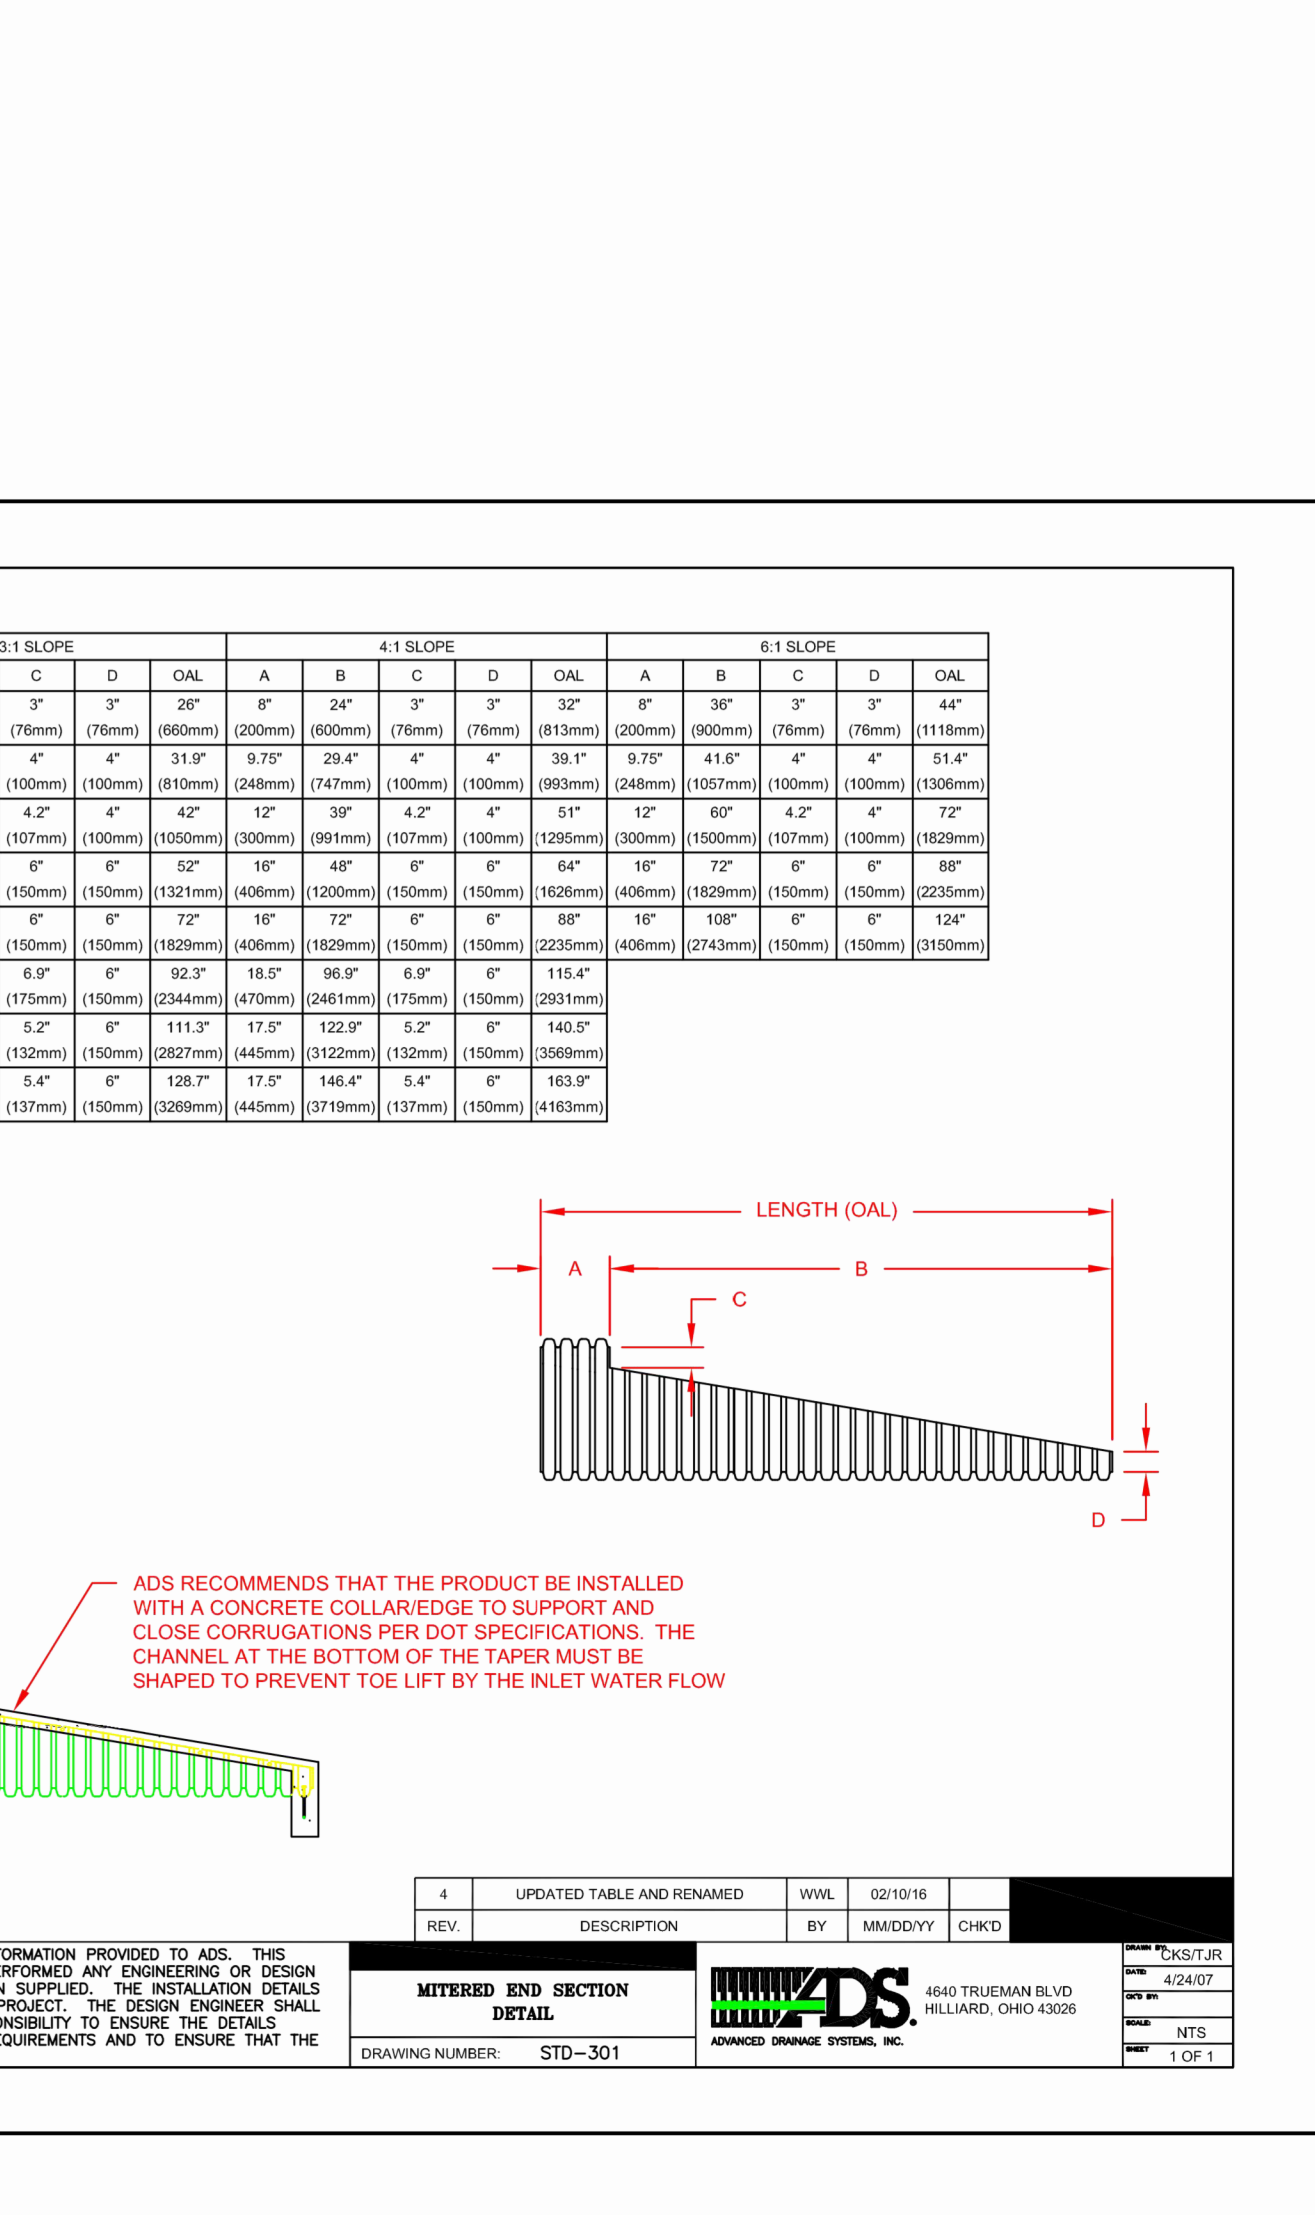 3:1 SLOPE 4:1 SLOPE 6:1 SLOPE
C D OAL A B C D OAL A B C D OAL
3" 3" 26" 8" 24" 3" 3" 32" 8" 36" 3" 3" 44"
(76mm) (76mm) (660mm) (200mm) (600mm) (76mm) (76mm) (813mm) (200mm) (900mm) (76mm) (76mm) (1118mm)
4" 4" 31.9" 9.75" 29.4" 4" 4" 39.1" 9.75" 41.6" 4" 4" 51.4"
(100mm) (100mm) (810mm) (248mm) (747mm) (100mm) (100mm) (993mm) (248mm) (1057mm) (100mm) (100mm) (1306mm)
4.2" 4" 42" 12" 39" 4.2" 4" 51" 12" 60" 4.2" 4" 72"
(107mm) (100mm) (1050mm) (300mm) (991mm) (107mm) (100mm) (1295mm) (300mm) (1500mm) (107mm) (100mm) (1829mm)
6" 6" 52" 16" 48" 6" 6" 64" 16" 72" 6" 6" 88"
(150mm) (150mm) (1321mm) (406mm) (1200mm) (150mm) (150mm) (1626mm) (406mm) (1829mm) (150mm) (150mm) (2235mm)
6" 6" 72" 16" 72" 6" 6" 88" 16" 108" 6" 6" 124"
(150mm) (150mm) (1829mm) (406mm) (1829mm) (150mm) (150mm) (2235mm) (406mm) (2743mm) (150mm) (150mm) (3150mm)
6.9" 6" 92.3" 18.5" 96.9" 6.9" 6" 115.4"
(175mm) (150mm) (2344mm) (470mm) (2461mm) (175mm) (150mm) (2931mm)
5.2" 6" 111.3" 17.5" 122.9" 5.2" 6" 140.5"
(132mm) (150mm) (2827mm) (445mm) (3122mm) (132mm) (150mm) (3569mm)
5.4" 6" 128.7" 17.5" 146.4" 5.4" 6" 163.9"
(137mm) (150mm) (3269mm) (445mm) (3719mm) (137mm) (150mm) (4163mm)
LENGTH (OAL)
A B
C
D
ADS RECOMMENDS THAT THE PRODUCT BE INSTALLED
WITH A CONCRETE COLLAR/EDGE TO SUPPORT AND
CLOSE CORRUGATIONS PER DOT SPECIFICATIONS. THE
CHANNEL AT THE BOTTOM OF THE TAPER MUST BE
SHAPED TO PREVENT TOE LIFT BY THE INLET WATER FLOW
4 UPDATED TABLE AND RENAMED WWL 02/10/16
REV. DESCRIPTION BY MM/DD/YY CHK'D
ORMATION PROVIDED TO ADS. THIS
RFORMED ANY ENGINEERING OR DESIGN
N SUPPLIED. THE INSTALLATION DETAILS
PROJECT. THE DESIGN ENGINEER SHALL
ONSIBILITY TO ENSURE THE DETAILS
EQUIREMENTS AND TO ENSURE THAT THE
MITERED END SECTION
DETAIL
DRAWING NUMBER: STD-301
ADS.
ADVANCED DRAINAGE SYSTEMS, INC.
4640 TRUEMAN BLVD
HILLIARD, OHIO 43026
DRAWN BY: CKS/TJR
DATE: 4/24/07
CK'D BY:
SCALE: NTS
SHEET 1 OF 1